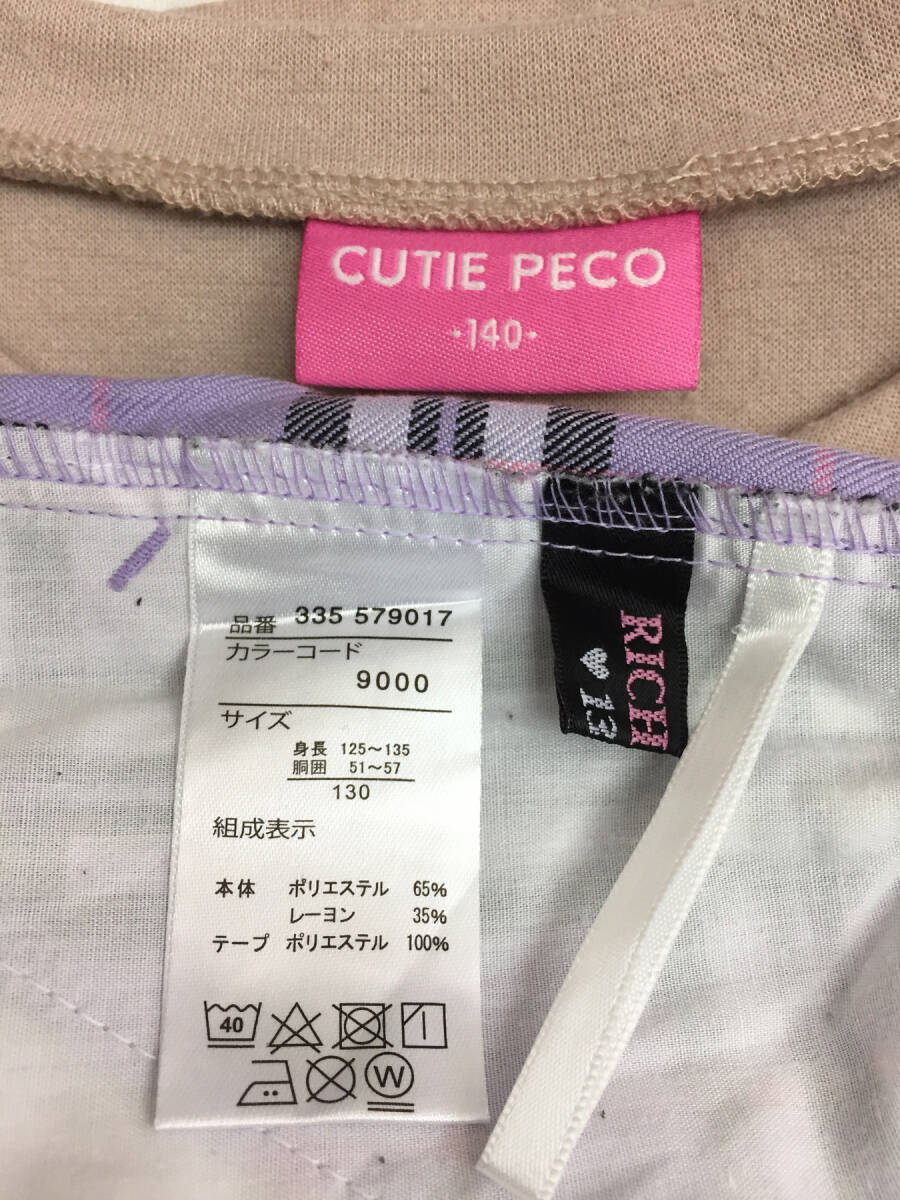 CUTIE PECO
140
品番 335 579017
カラーコード
9000
サイズ
身長 125～135
胴囲 51～57
130
組成表示
本体 ポリエステル 65%
レーヨン 35%
テープ ポリエステル 100%
40
W
RICH
♥ 13